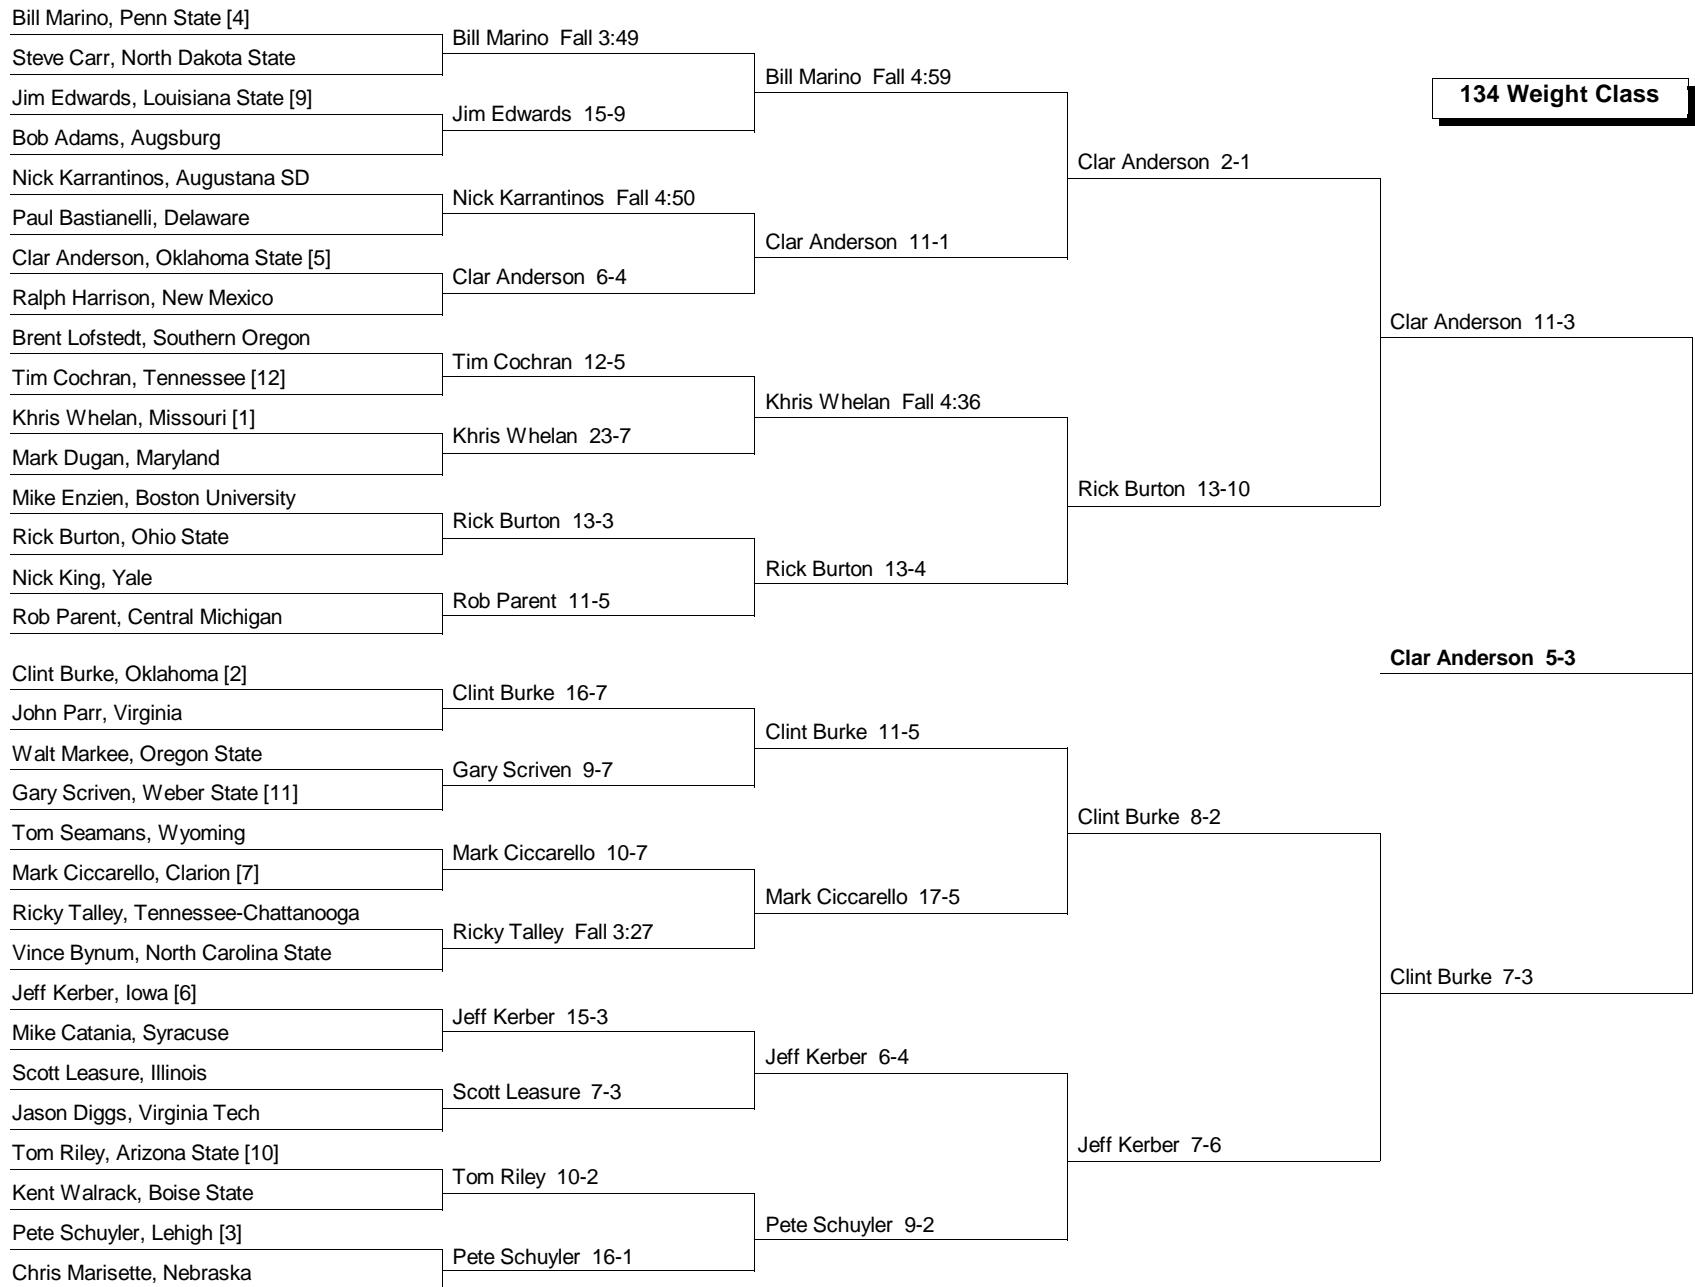 Bill Marino, Penn State [4]
Steve Carr, North Dakota State
Jim Edwards, Louisiana State [9]
Bob Adams, Augsburg
Nick Karrantinos, Augustana SD
Paul Bastianelli, Delaware
Clar Anderson, Oklahoma State [5]
Ralph Harrison, New Mexico
Brent Lofstedt, Southern Oregon
Tim Cochran, Tennessee [12]
Khris Whelan, Missouri [1]
Mark Dugan, Maryland
Mike Enzien, Boston University
Rick Burton, Ohio State
Nick King, Yale
Rob Parent, Central Michigan
Clint Burke, Oklahoma [2]
John Parr, Virginia
Walt Markee, Oregon State
Gary Scriven, Weber State [11]
Tom Seamans, Wyoming
Mark Ciccarello, Clarion [7]
Ricky Talley, Tennessee-Chattanooga
Vince Bynum, North Carolina State
Jeff Kerber, Iowa [6]
Mike Catania, Syracuse
Scott Leasure, Illinois
Jason Diggs, Virginia Tech
Tom Riley, Arizona State [10]
Kent Walrack, Boise State
Pete Schuyler, Lehigh [3]
Chris Marisette, Nebraska
Bill Marino Fall 3:49
Jim Edwards 15-9
Nick Karrantinos Fall 4:50
Clar Anderson 6-4
Tim Cochran 12-5
Khris Whelan 23-7
Rick Burton 13-3
Rob Parent 11-5
Clint Burke 16-7
Gary Scriven 9-7
Mark Ciccarello 10-7
Ricky Talley Fall 3:27
Jeff Kerber 15-3
Scott Leasure 7-3
Tom Riley 10-2
Pete Schuyler 16-1
Bill Marino Fall 4:59
Clar Anderson 11-1
Khris Whelan Fall 4:36
Rick Burton 13-4
Clint Burke 11-5
Mark Ciccarello 17-5
Jeff Kerber 6-4
Pete Schuyler 9-2
Clar Anderson 2-1
Rick Burton 13-10
Clint Burke 8-2
Jeff Kerber 7-6
134 Weight Class
Clar Anderson 11-3
Clar Anderson 5-3
Clint Burke 7-3